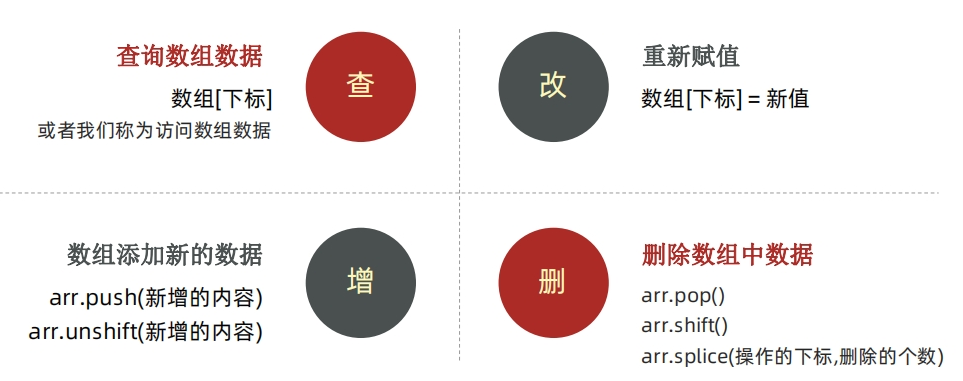 查询数组数据
数组[下标]
或者我们称为访问数组数据
查
改
重新赋值
数组[下标] = 新值
数组添加新的数据
arr.push(新增的内容)
arr.unshift(新增的内容)
增
删
删除数组中数据
arr.pop()
arr.shift()
arr.splice(操作的下标,删除的个数)